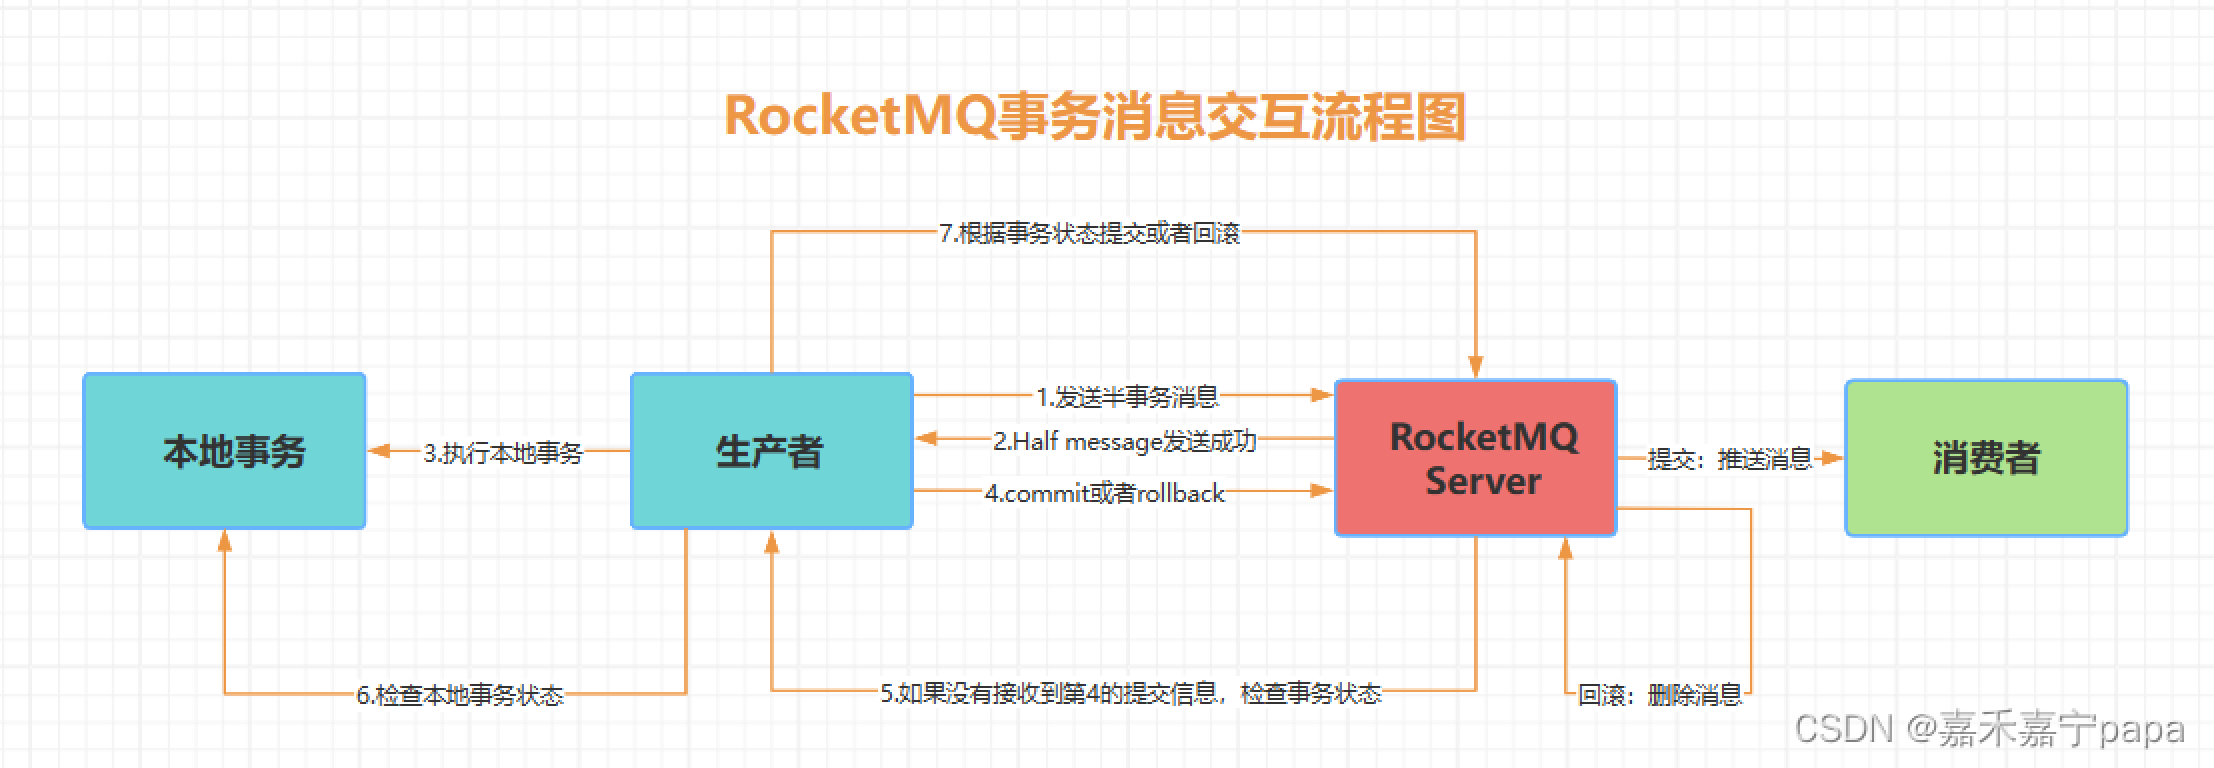 RocketMQ事务消息交互流程图
7.根据事务状态提交或者回滚
1.发送半事务消息
本地事务
3.执行本地事务
生产者
2.Half message发送成功
RocketMQ
Server
提交：推送消息
消费者
4.commit或者rollback
6.检查本地事务状态
5.如果没有接收到第4的提交信息，检查事务状态
回滚：删除消息
CSDN @嘉禾嘉宁papa